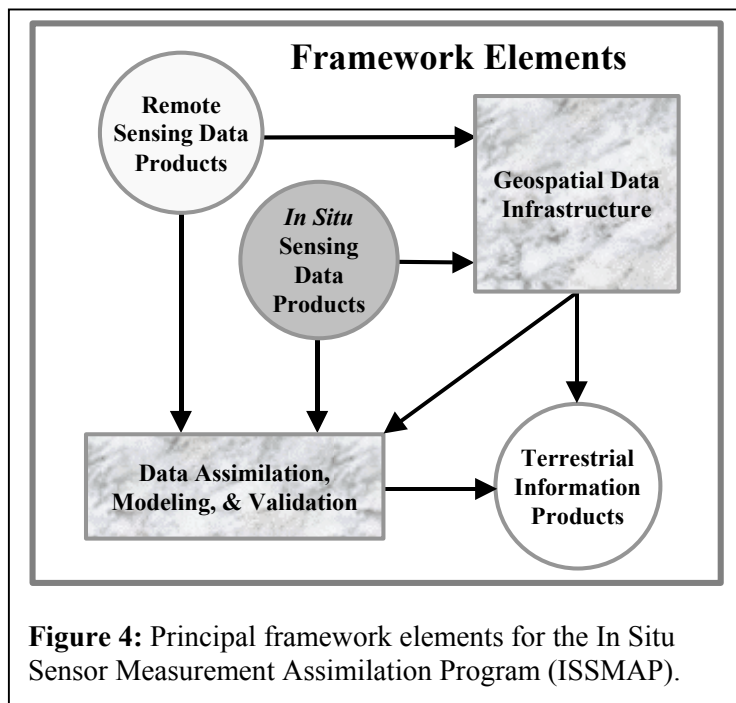 Framework Elements
Remote
Sensing Data
Products
Geospatial Data
Infrastructure
In Situ
Sensing
Data
Products
Data Assimilation,
Modeling, & Validation
Terrestrial
Information
Products
Figure 4: Principal framework elements for the In Situ
Sensor Measurement Assimilation Program (ISSMAP).